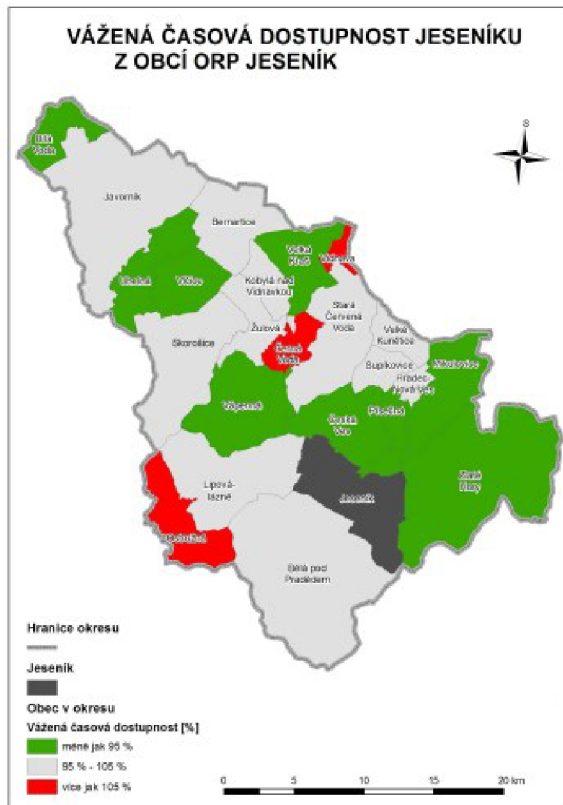 VÁŽENÁ ČASOVÁ DOSTUPNOST JESENÍKU
Z OBCÍ ORP JESENÍK
S
Bílá
Voda
Javorník
Bernartice
Velká
Kraš
Vidnava
Uhelná
Vlčice
Kobylá nad
Vidnavkou
Stará
Červená
Voda
Žulová
Skorošice
Černá
Voda
Velké
Kunětice
Supíkovice
Mikulovice
Hradec-
Nová Ves
Vápenná
Česká
Ves
Písečná
Zlaté
Hory
Lipová-
lázně
Jeseník
Ostružná
Bělá pod
Pradědem
Hranice okresu
Jeseník
Obec v okresu
Vážená časová dostupnost [%]
méně jak 95 %
95 % - 105 %
více jak 105 %
0 5 10 15 20 km